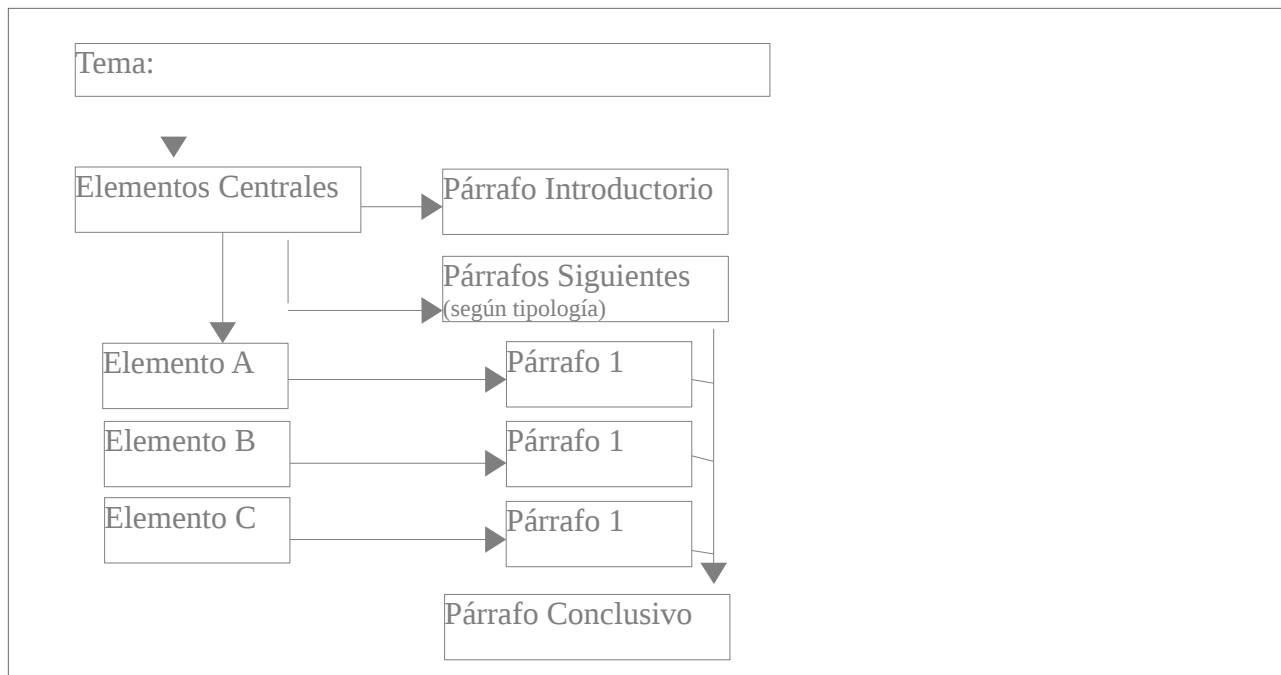 Tema:
Elementos Centrales
Párrafo Introductorio
Párrafos Siguientes
(según tipología)
Elemento A
Párrafo 1
Elemento B
Párrafo 1
Elemento C
Párrafo 1
Párrafo Conclusivo